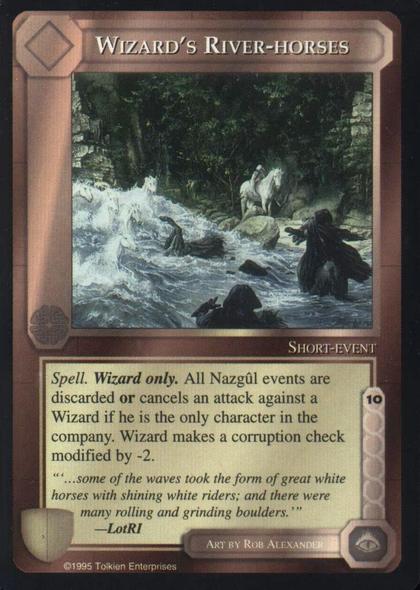 WIZARD'S RIVER-HORSES
SHORT-EVENT
Spell. Wizard only. All Nazgûl events are
discarded or cancels an attack against a
Wizard if he is the only character in the
company. Wizard makes a corruption check
modified by -2.
10
"'...some of the waves took the form of great white
horses with shining white riders; and there were
many rolling and grinding boulders.'"
—LotRI
ART BY ROB ALEXANDER
©1995 Tolkien Enterprises